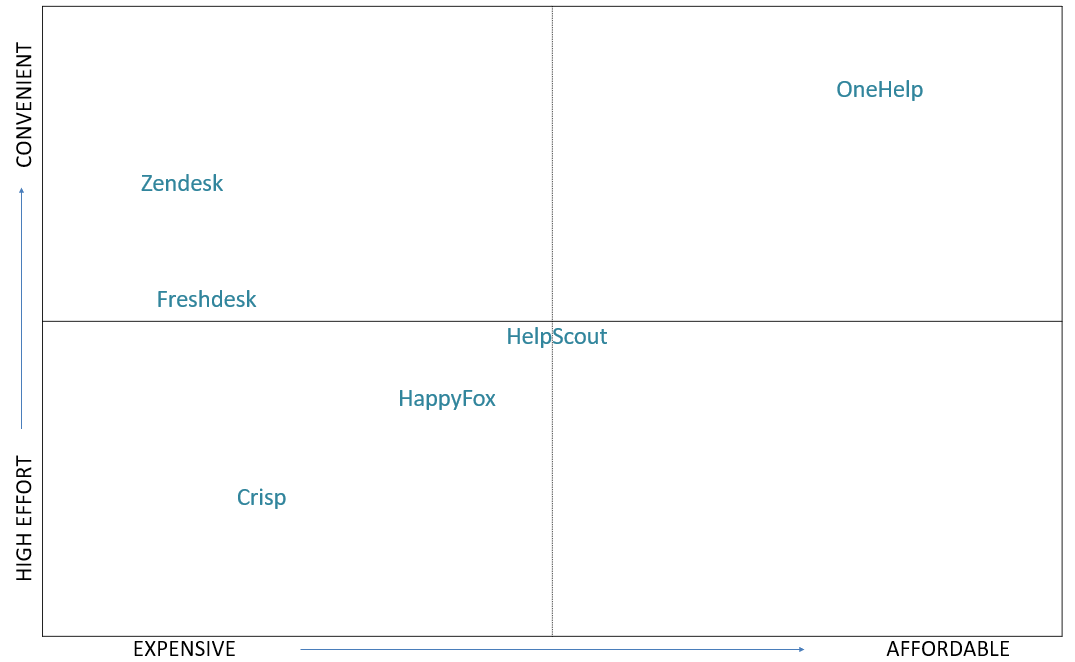 CONVENIENT
OneHelp
Zendesk
Freshdesk
HelpScout
HappyFox
HIGH EFFORT
Crisp
EXPENSIVE
AFFORDABLE